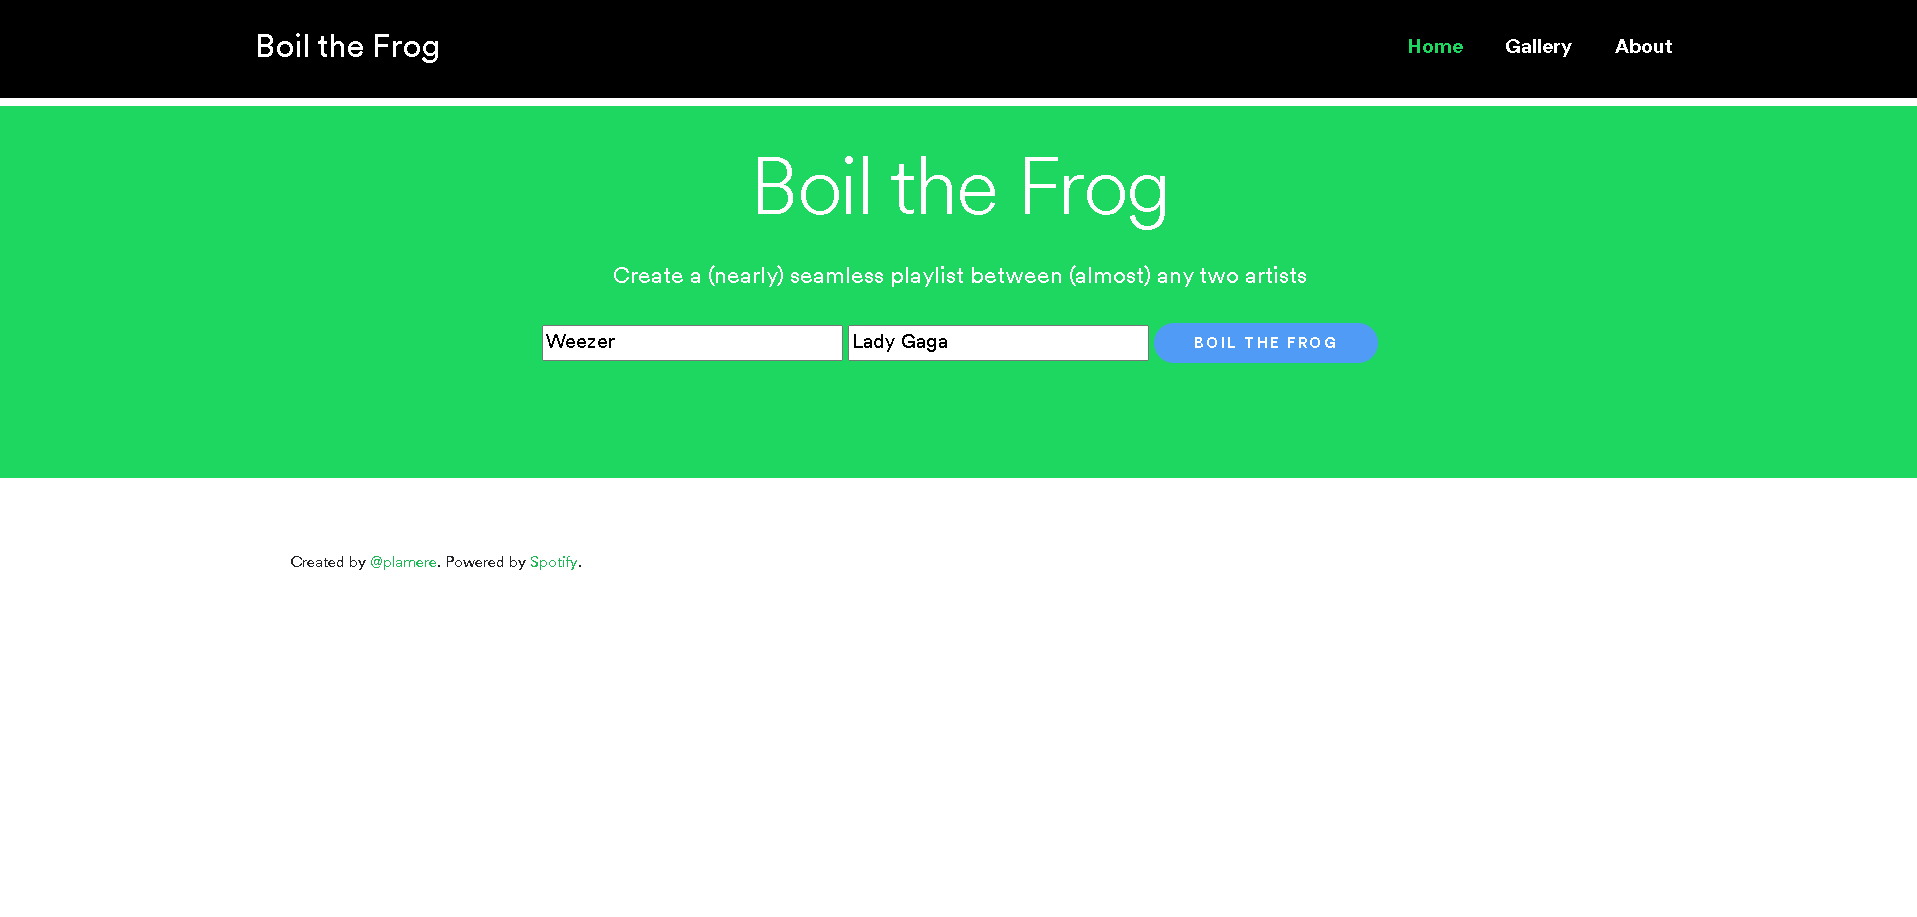 Boil the Frog
Home Gallery About
Boil the Frog
Create a (nearly) seamless playlist between (almost) any two artists
Weezer Lady Gaga BOIL THE FROG
Created by @plamere. Powered by Spotify.